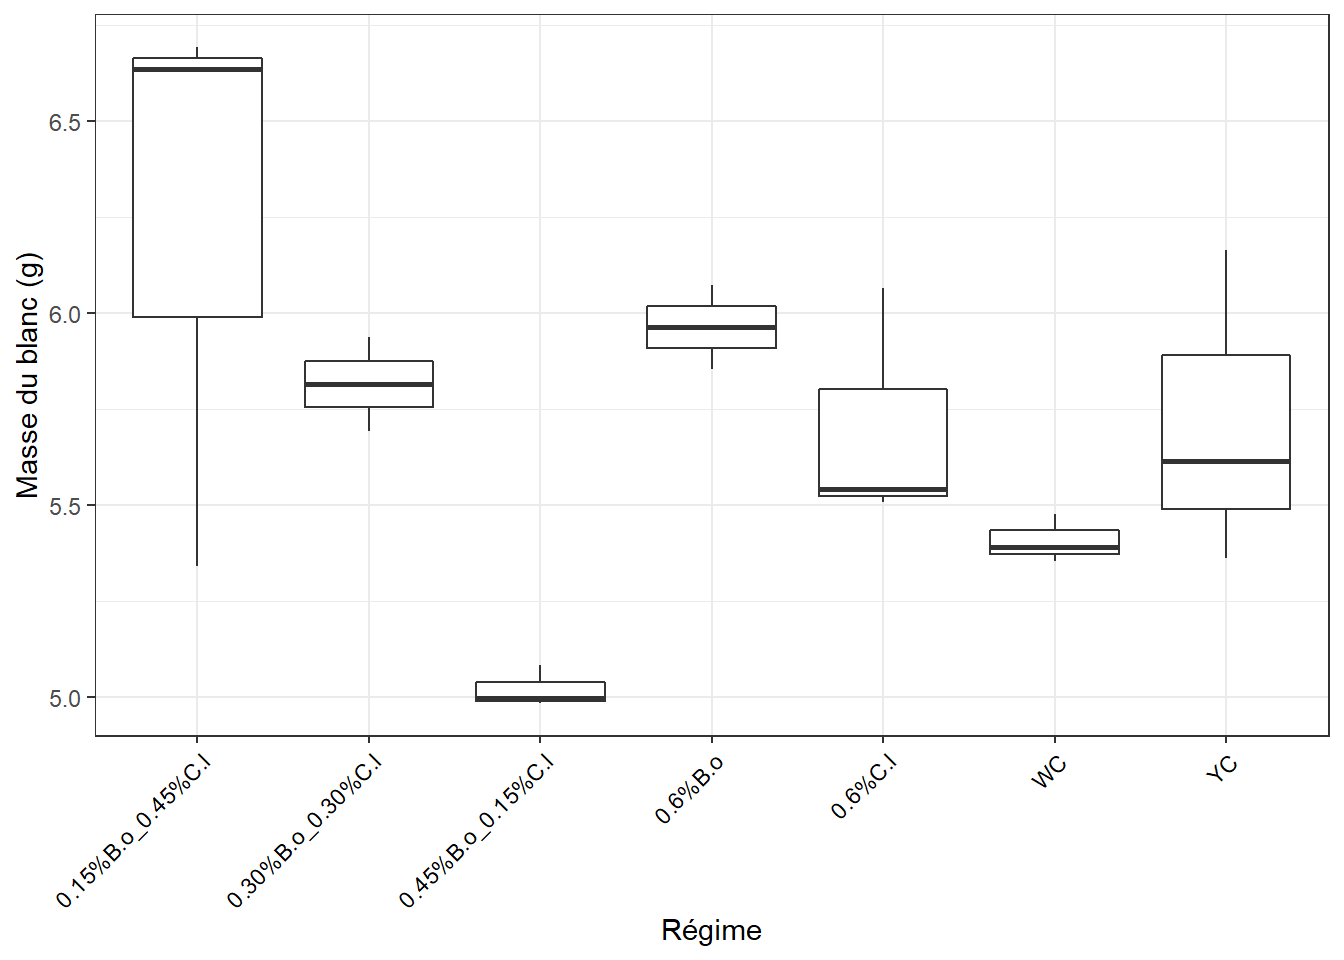 Masse du blanc (g)
6.5
6.0
5.5
5.0
0.15%B.o_0.45%C.l
0.30%B.o_0.30%C.l
0.45%B.o_0.15%C.l
0.6%B.o
0.6%C.l
WC
YC
Régime